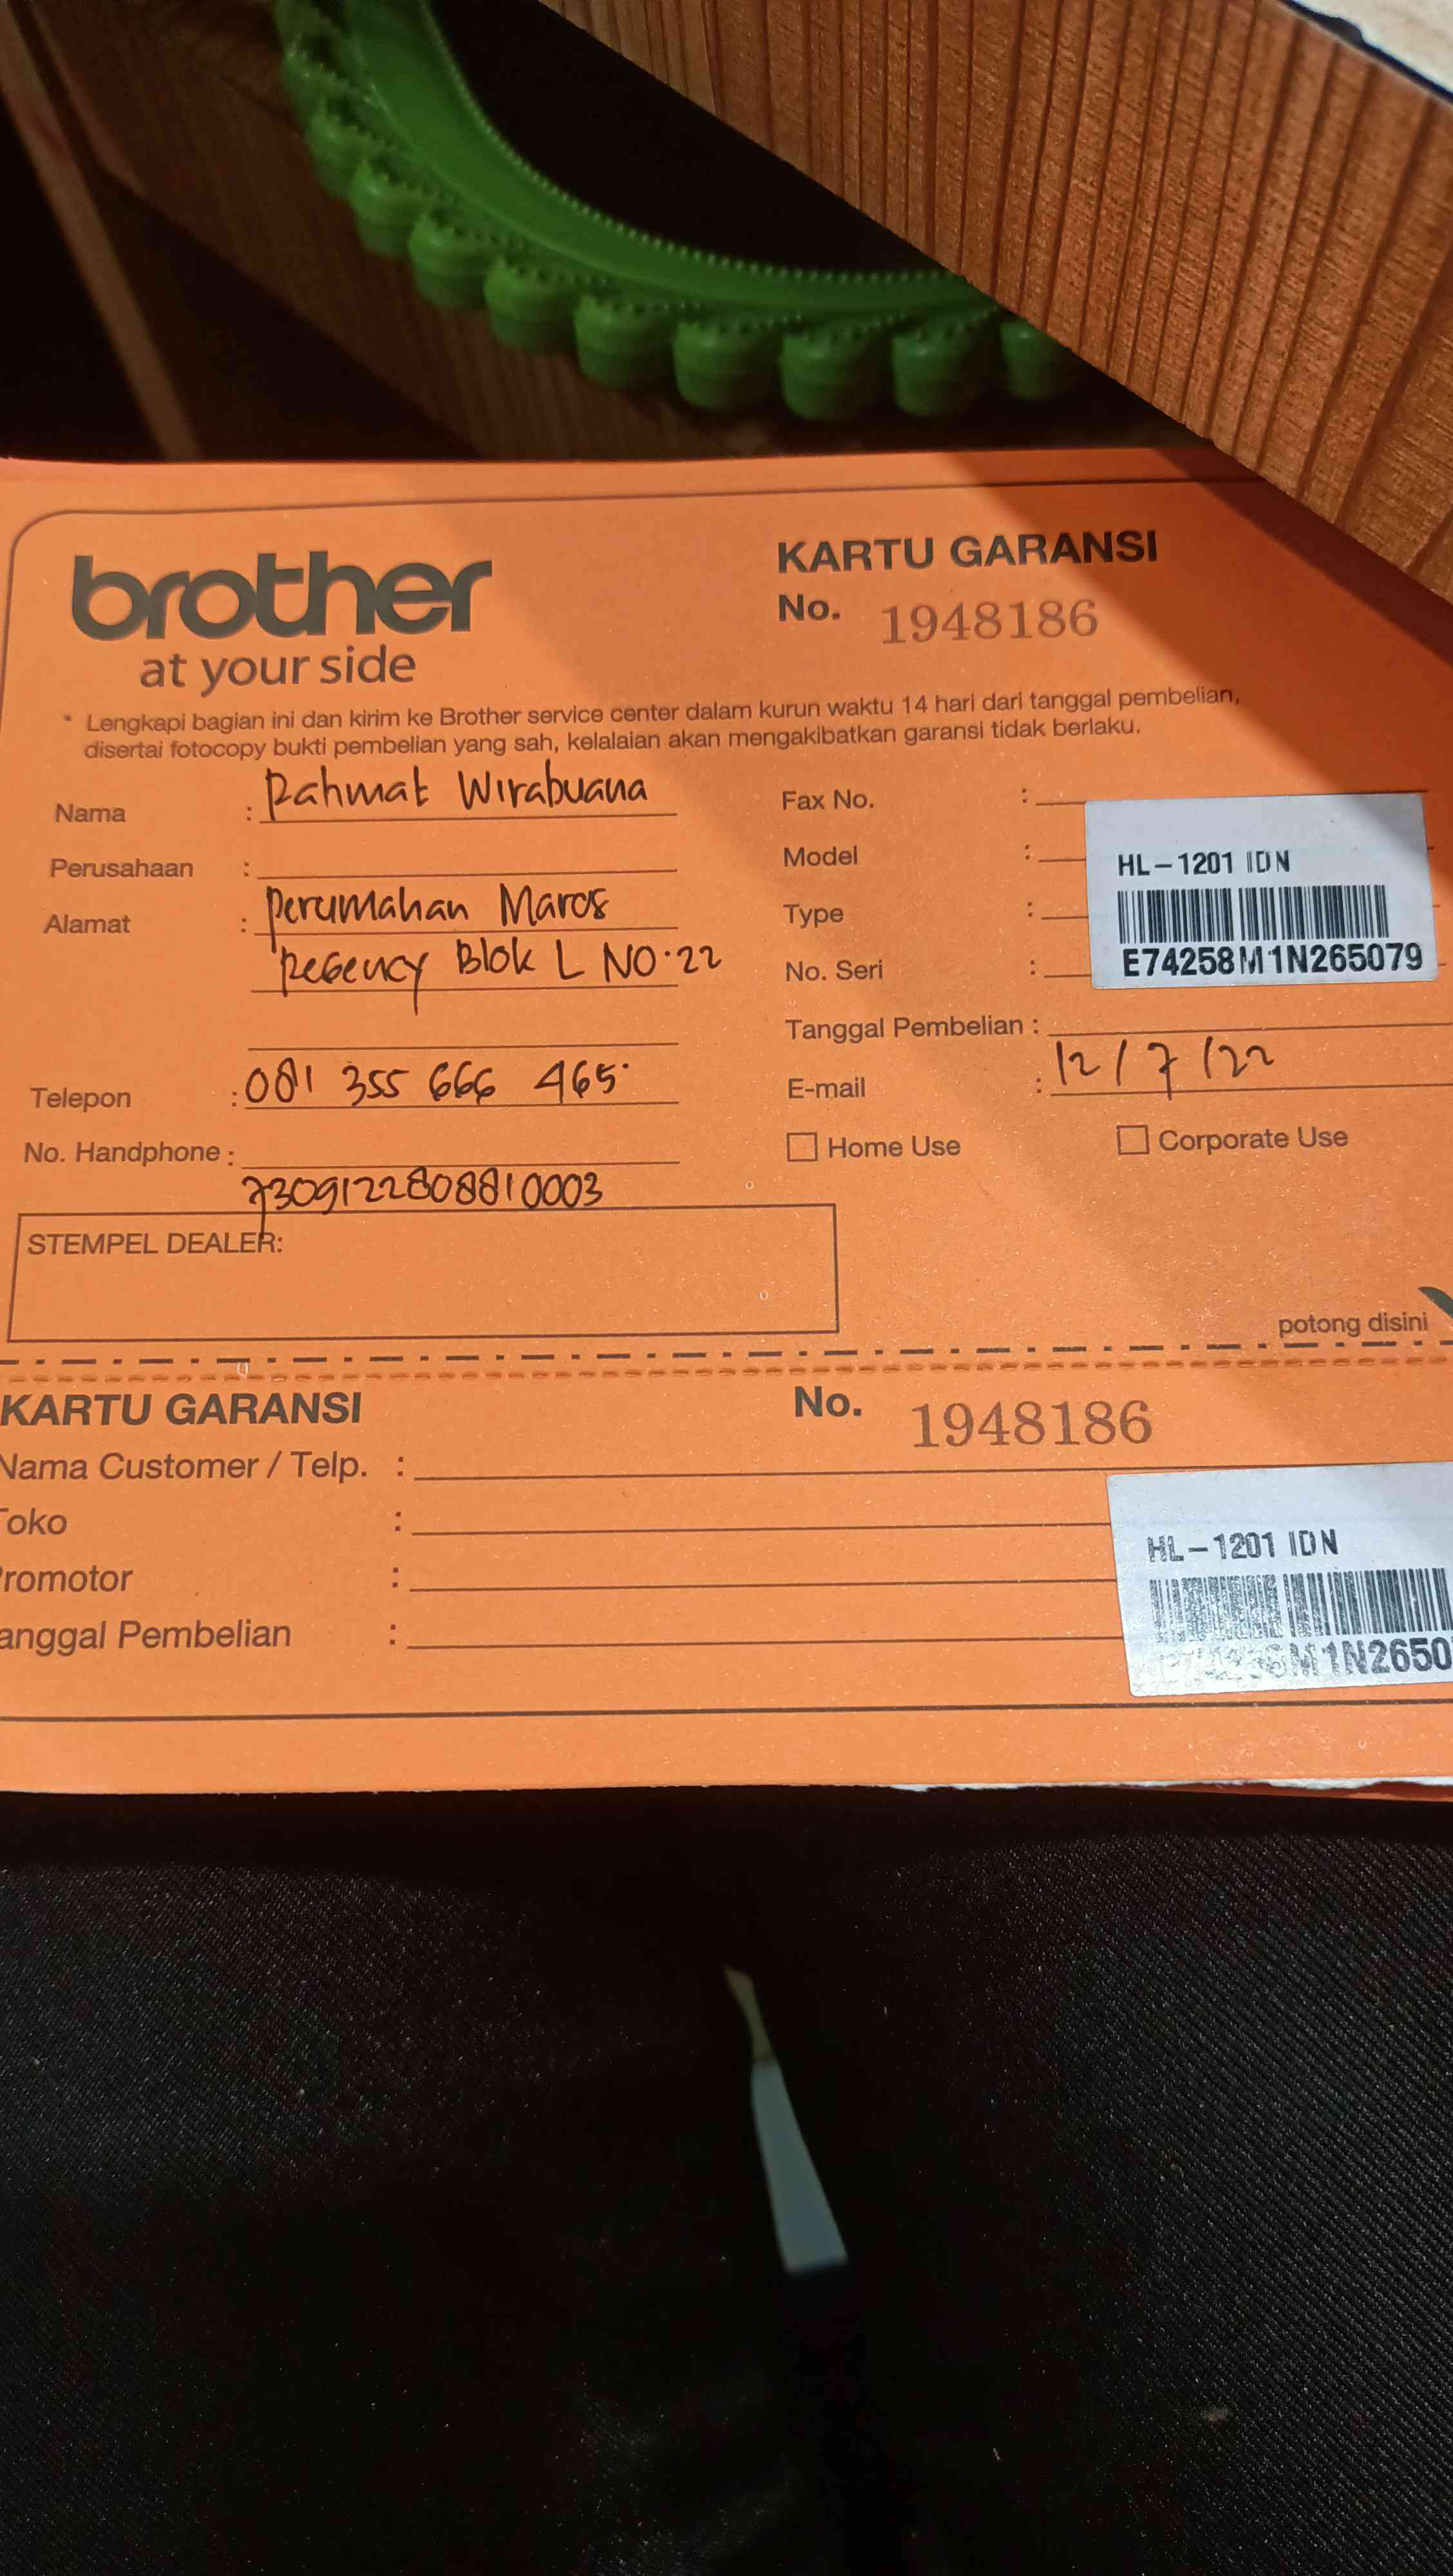 brother
at your side
KARTU GARANSI
No. 1948186
* Lengkapi bagian ini dan kirim ke Brother service center dalam kurun waktu 14 hari dari tanggal pembelian,
disertai fotocopy bukti pembelian yang sah, kelalaian akan mengakibatkan garansi tidak berlaku.
Nama : Rahmat Wirabuana
Perusahaan :
Alamat : Perumahan Maros
Regency Blok L NO.22
Telepon : 081 355 666 465
No. Handphone :
7309122808810003
STEMPEL DEALER:
Fax No. :
Model :
Type :
No. Seri :
HL-1201 IDN
E74258M1N265079
Tanggal Pembelian :
12/7/22
E-mail :
Home Use
Corporate Use
potong disini
KARTU GARANSI
No. 1948186
Nama Customer / Telp. :
Toko :
romotor :
anggal Pembelian :
HL-1201 IDN
M1N2650